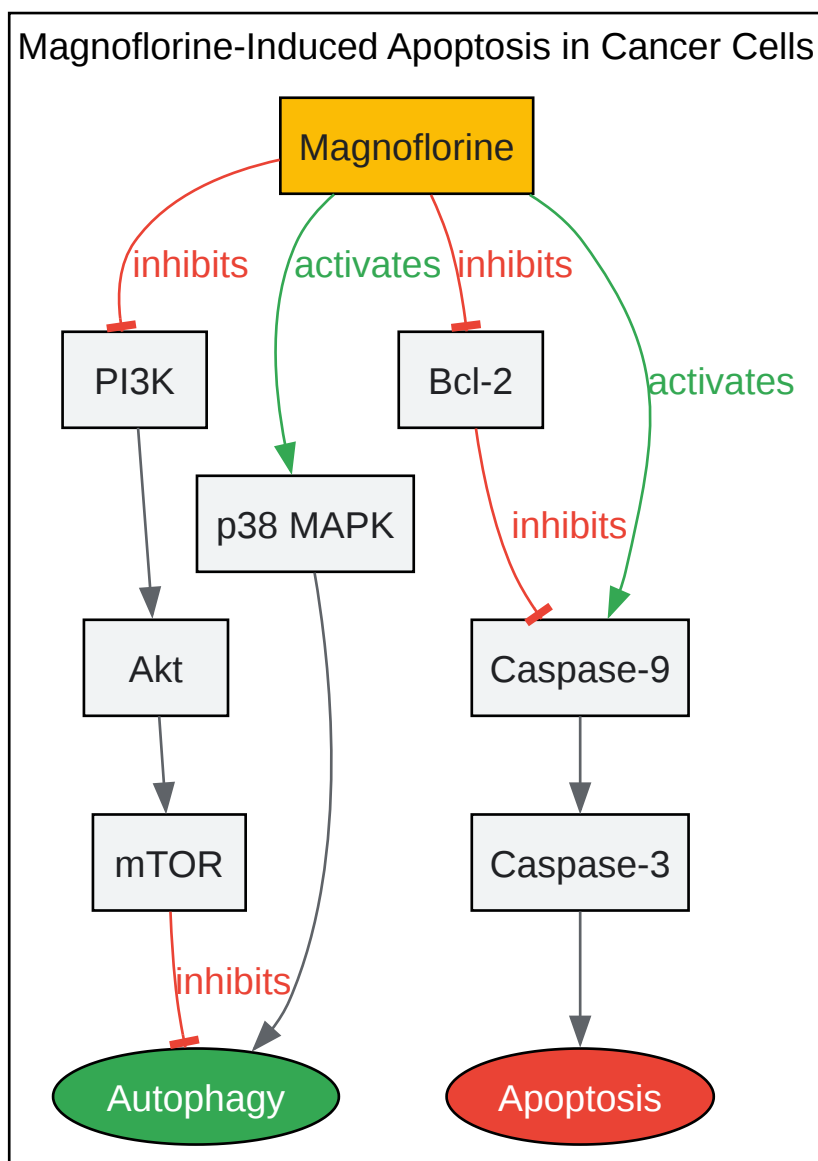 Magnoflorine-Induced Apoptosis in Cancer Cells
Magnoflorine
inhibits
activates
inhibits
PI3K
Bcl-2
activates
p38 MAPK
inhibits
Akt
Caspase-9
mTOR
Caspase-3
inhibits
Autophagy
Apoptosis